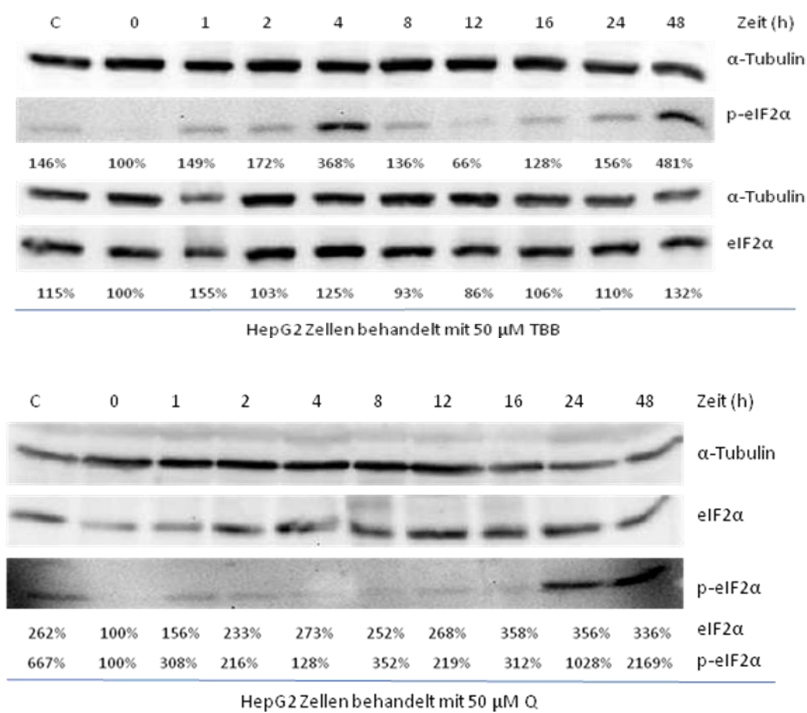 C 0 1 2 4 8 12 16 24 48 Zeit (h)
α-Tubulin
p-eIF2α
146% 100% 149% 172% 368% 136% 66% 128% 156% 481%
α-Tubulin
eIF2α
115% 100% 155% 103% 125% 93% 86% 106% 110% 132%
HepG2 Zellen behandelt mit 50 µM TBB
C 0 1 2 4 8 12 16 24 48 Zeit (h)
α-Tubulin
eIF2α
p-eIF2α
262% 100% 156% 233% 273% 252% 268% 358% 356% 336% eIF2α
667% 100% 308% 216% 128% 352% 219% 312% 1028% 2169% p-eIF2α
HepG2 Zellen behandelt mit 50 µM Q